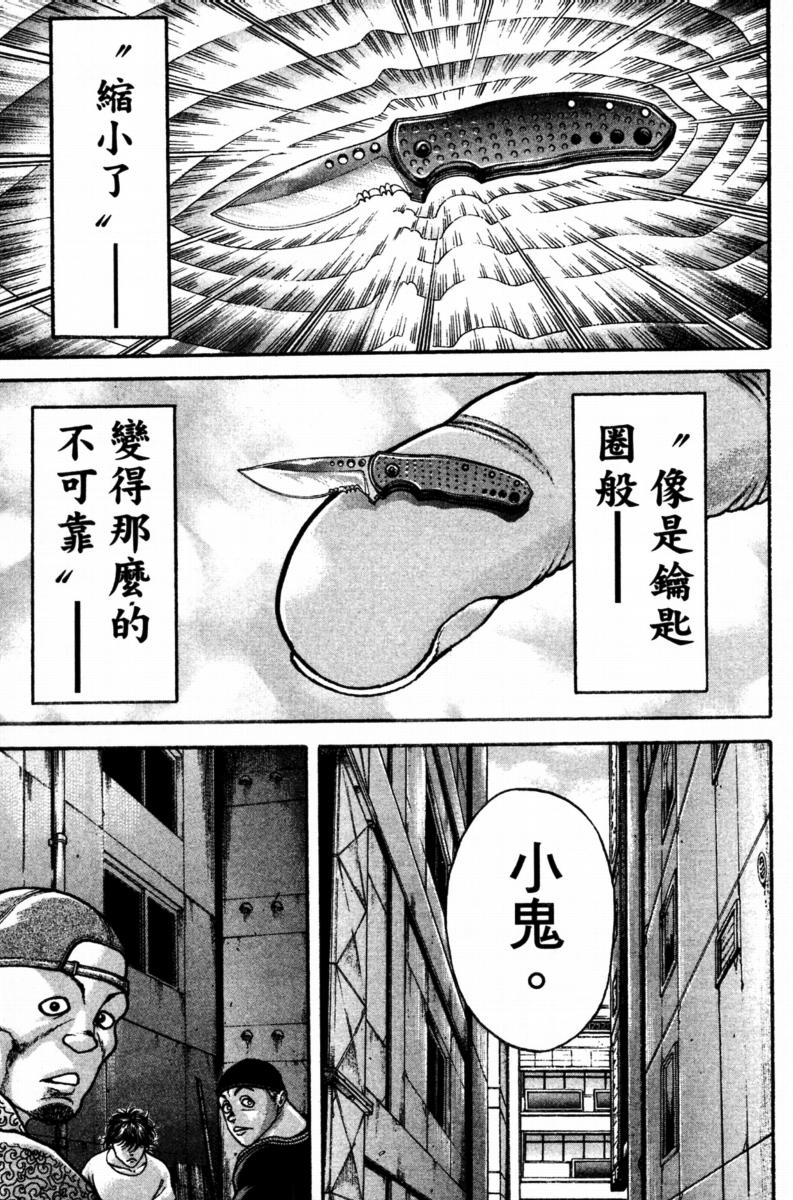 〝縮小了〞——
〝像是鑰匙
圈般——
變得那麼的
不可靠〞——
小鬼。